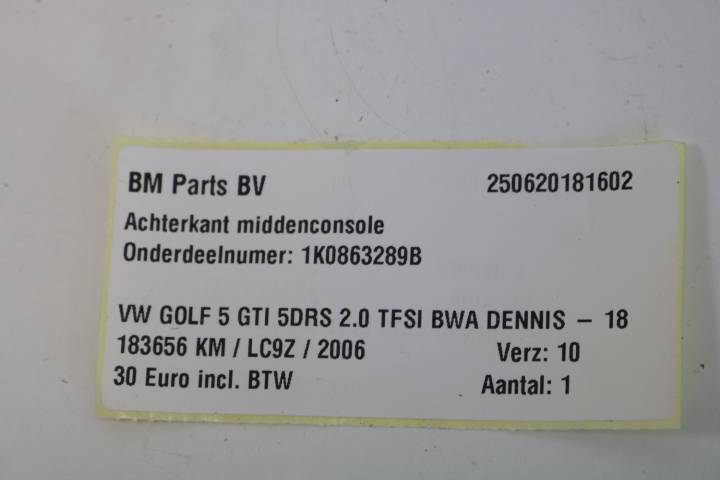 BM Parts BV 250620181602
Achterkant middenconsole
Onderdeelnumer: 1K0863289B
VW GOLF 5 GTI 5DRS 2.0 TFSI BWA DENNIS – 18
183656 KM / LC9Z / 2006 Verz: 10
30 Euro incl. BTW Aantal: 1